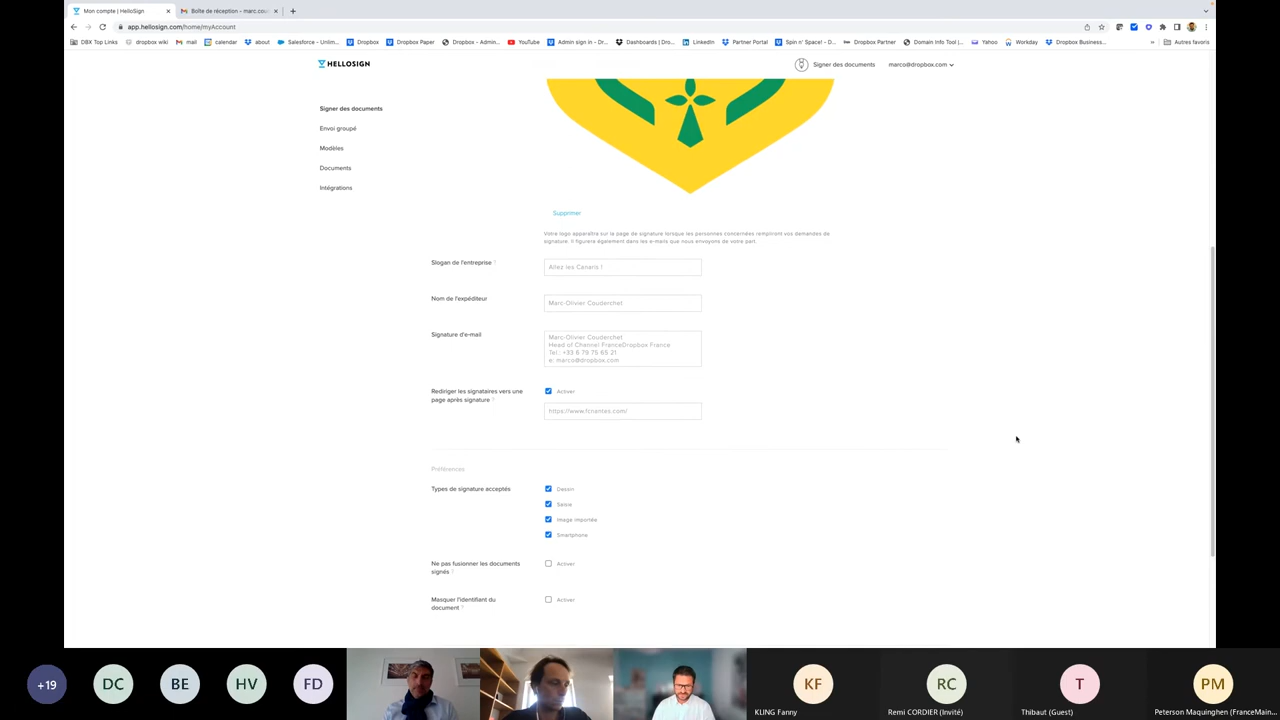 Mon compte | HelloSign
Boîte de réception – marc.cou
app.hellosign.com/home/myAccount
DBX Top Links
dropbox wiki
mail
calendar
about
Salesforce - Unlim...
Dropbox
Dropbox Paper
Dropbox – Admin...
YouTube
Admin sign in – Dr...
Dashboards | Dro...
LinkedIn
Partner Portal
Spin n' Space! – D...
Dropbox Partner
Domain Info Tool (...
Yahoo
Workday
Dropbox Business...
Autres favoris
HELLOSIGN
Signer des documents
marco@dropbox.com
Signer des documents
Envoi groupé
Modèles
Documents
Intégrations
Supprimer
Votre logo apparaître sur la page de signature lorsque les personnes concernées rempliront vos demandes de
signature. Il figurera également dans les e-mails que nous envoyons de votre part.
Slogan de l'entreprise ?
Allez les Canaris !
Nom de l'expéditeur
Marc-Olivier Couderchet
Signature d'e-mail
Marc-Olivier Couderchet
Head of Channel FranceDropbox France
Tel.: +33 6 79 75 65 21
e: marco@dropbox.com
Rediriger les signataires vers une
page après signature ?
Activer
https://www.fcnantes.com/
Préférences
Types de signature acceptés
Dessin
Saisie
Image importée
Smartphone
Ne pas fusionner les documents
signés ?
Activer
Masquer l'identifiant du
document ?
Activer
+19
DC
BE
HV
FD
KF
KLING Fanny
RC
Remi CORDIER (Invité)
T
Thibaut (Guest)
PM
Peterson Maquinghen (FranceMain...